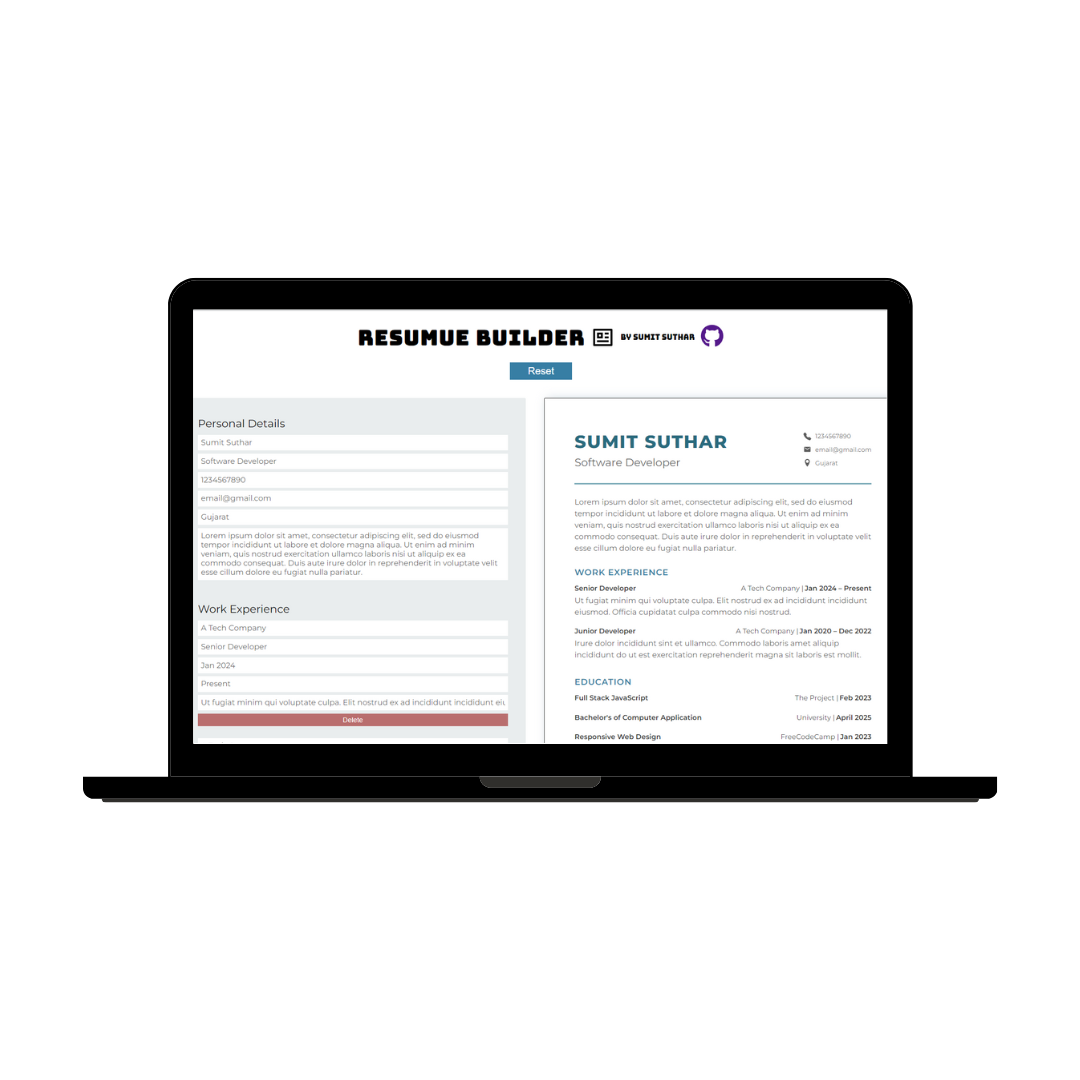 RESUMUE BUILDER BY SUMIT SUTHAR
Reset
Personal Details
Sumit Suthar
Software Developer
1234567890
email@gmail.com
Gujarat
Lorem ipsum dolor sit amet, consectetur adipiscing elit, sed do eiusmod
tempor incididunt ut labore et dolore magna aliqua. Ut enim ad minim
veniam, quis nostrud exercitation ullamco laboris nisi ut aliquip ex ea
commodo consequat. Duis aute irure dolor in reprehenderit in voluptate velit
esse cillum dolore eu fugiat nulla pariatur.
Work Experience
A Tech Company
Senior Developer
Jan 2024
Present
Ut fugiat minim qui voluptate culpa. Elit nostrud ex ad incididunt incididunt eiu
Delete
SUMIT SUTHAR
Software Developer
1234567890
email@gmail.com
Gujarat
Lorem ipsum dolor sit amet, consectetur adipiscing elit, sed do eiusmod
tempor incididunt ut labore et dolore magna aliqua. Ut enim ad minim
veniam, quis nostrud exercitation ullamco laboris nisi ut aliquip ex ea
commodo consequat. Duis aute irure dolor in reprehenderit in voluptate velit
esse cillum dolore eu fugiat nulla pariatur.
WORK EXPERIENCE
Senior Developer A Tech Company | Jan 2024 – Present
Ut fugiat minim qui voluptate culpa. Elit nostrud ex ad incididunt incididunt
eiusmod. Officia cupidatat culpa commodo nisi nostrud.
Junior Developer A Tech Company | Jan 2020 – Dec 2022
Irure dolor incididunt sint et ullamco. Commodo laboris amet aliquip
incididunt do ut est exercitation reprehenderit magna sit laboris est mollit.
EDUCATION
Full Stack JavaScript The Project | Feb 2023
Bachelor's of Computer Application University | April 2025
Responsive Web Design FreeCodeCamp | Jan 2023